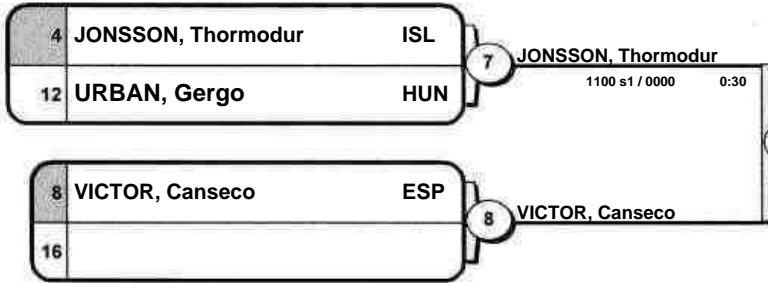 4 JONSSON, Thormodur ISL
12 URBAN, Gergo HUN
7
JONSSON, Thormodur
1100 s1 / 0000 0:30
8 VICTOR, Canseco ESP
16
8
VICTOR, Canseco